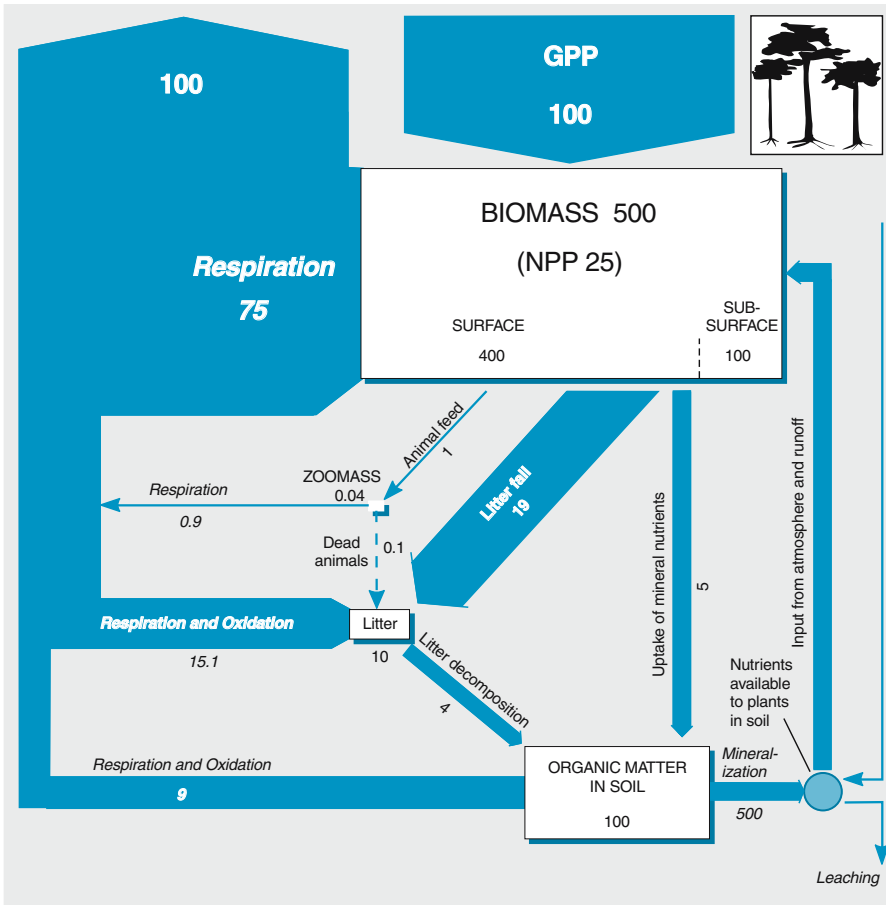 100
GPP
100
BIOMASS 500
(NPP 25)
SURFACE
400
SUB-
SURFACE
100
Respiration
75
Animal feed
1
ZOOMASS
0.04
Respiration
0.9
Dead
animals
0.1
Litter fall
19
Uptake of mineral nutrients
5
Input from atmosphere and runoff
Respiration and Oxidation
15.1
Litter
10
Litter decomposition
4
Nutrients
available
to plants
in soil
Respiration and Oxidation
9
ORGANIC MATTER
IN SOIL
100
Mineral-
ization
500
Leaching